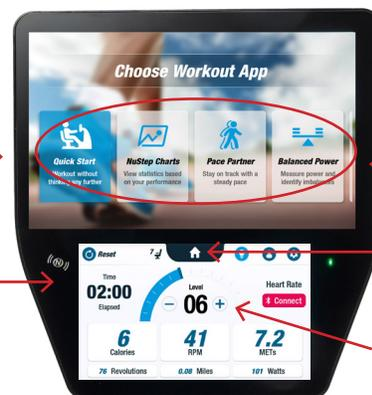 Choose Workout App
Quick Start
Workout without
thinking any further
NuStep Charts
View statistics based
on your performance
Pace Partner
Stay on track with a
steady pace
Balanced Power
Measure power and
identify imbalances
Reset
7
Time
02:00
Elapsed
Level
− 06 +
Heart Rate
Connect
6
Calories
41
RPM
7.2
METs
76 Revolutions
0.08 Miles
101 Watts